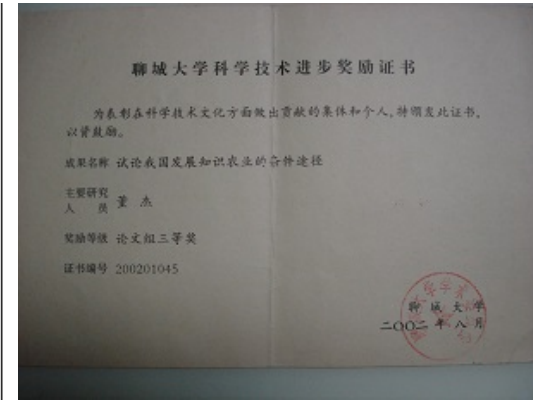 聊城大学科学技术进步奖励证书
为表彰在科学技术文化方面做出贡献的集体和个人，特颁发此证书，
以资鼓励。
成果名称 试论我国发展知识农业的条件途径
主要研究
人员 董杰
奖励等级 论文组三等奖
证书编号 200201045
聊城大学
二〇〇二年八月